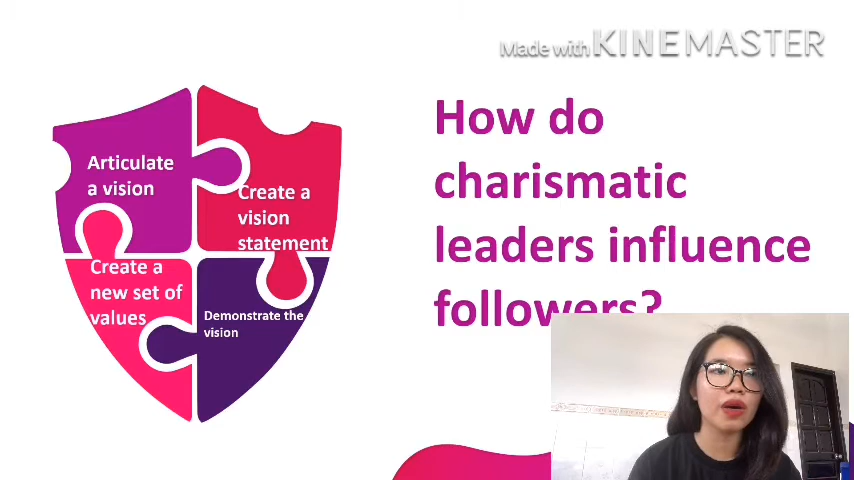 Made with KINEMASTER
How do
charismatic
leaders influence
followers?
Articulate
a vision
Create a
vision
statement
Create a
new set of
values
Demonstrate the
vision